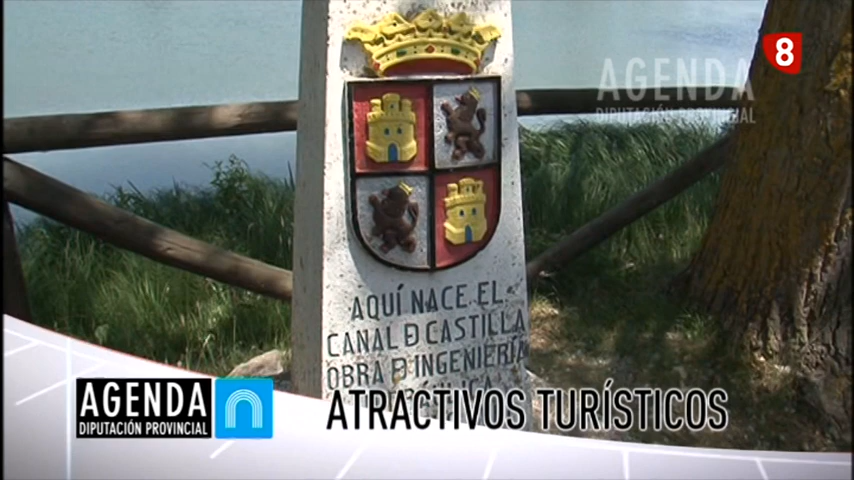 8
AGENDA
DIPUTACIÓN PROVINCIAL
AQUÍ NACE EL
CANAL D CASTILLA
OBRA D INGENIERÍA
AGENDA
DIPUTACIÓN PROVINCIAL
ATRACTIVOS TURÍSTICOS